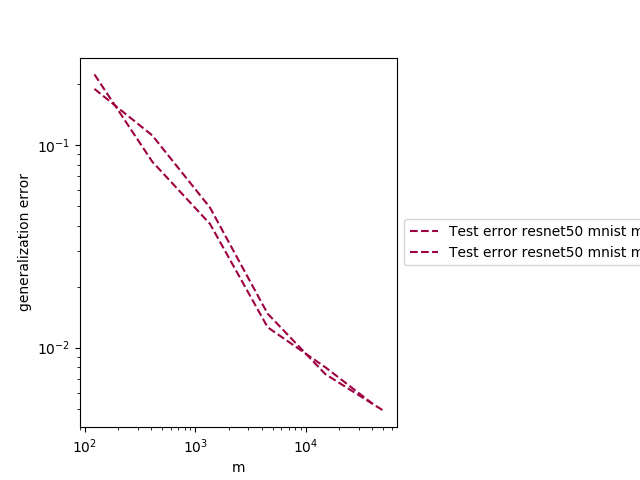 10⁻¹
10⁻²
generalization error
10² 10³ 10⁴
m
Test error resnet50 mnist m
Test error resnet50 mnist m